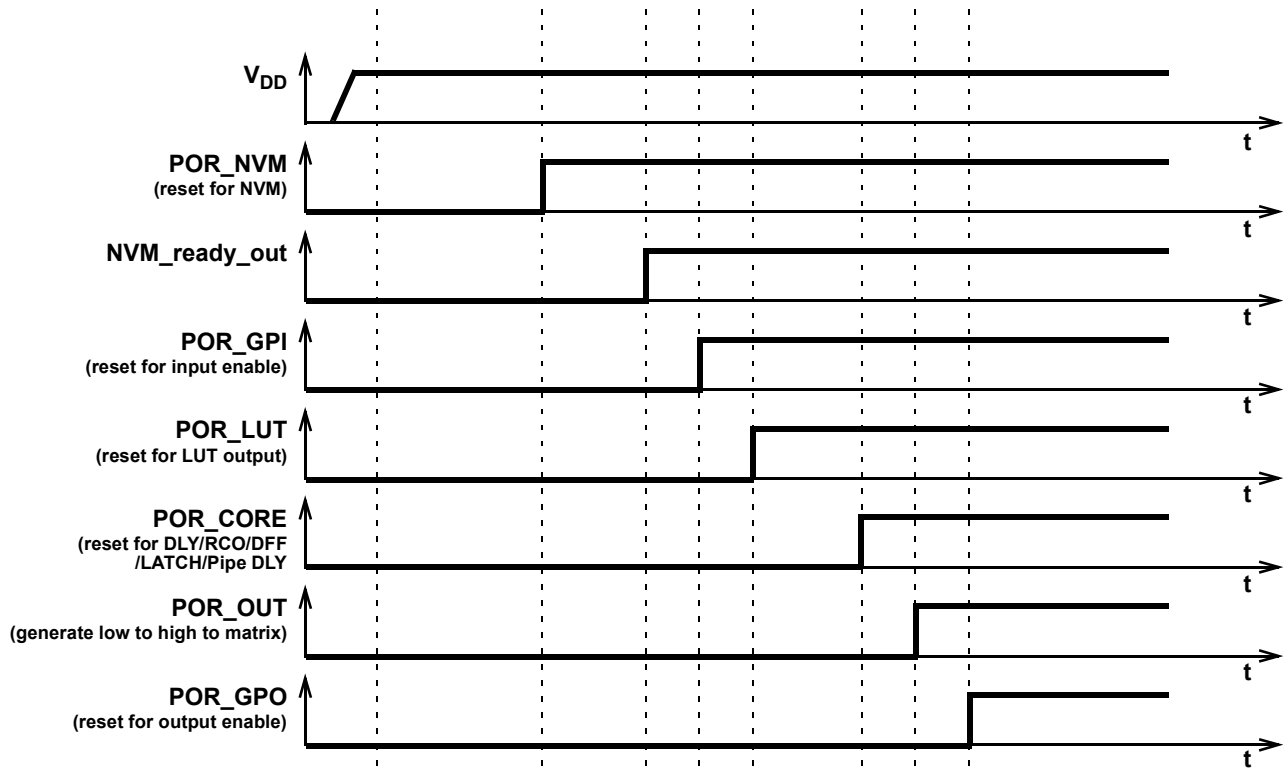 VDD
t
POR_NVM
(reset for NVM)
t
NVM_ready_out
t
POR_GPI
(reset for input enable)
t
POR_LUT
(reset for LUT output)
t
POR_CORE
(reset for DLY/RCO/DFF
/LATCH/Pipe DLY
t
POR_OUT
(generate low to high to matrix)
t
POR_GPO
(reset for output enable)
t